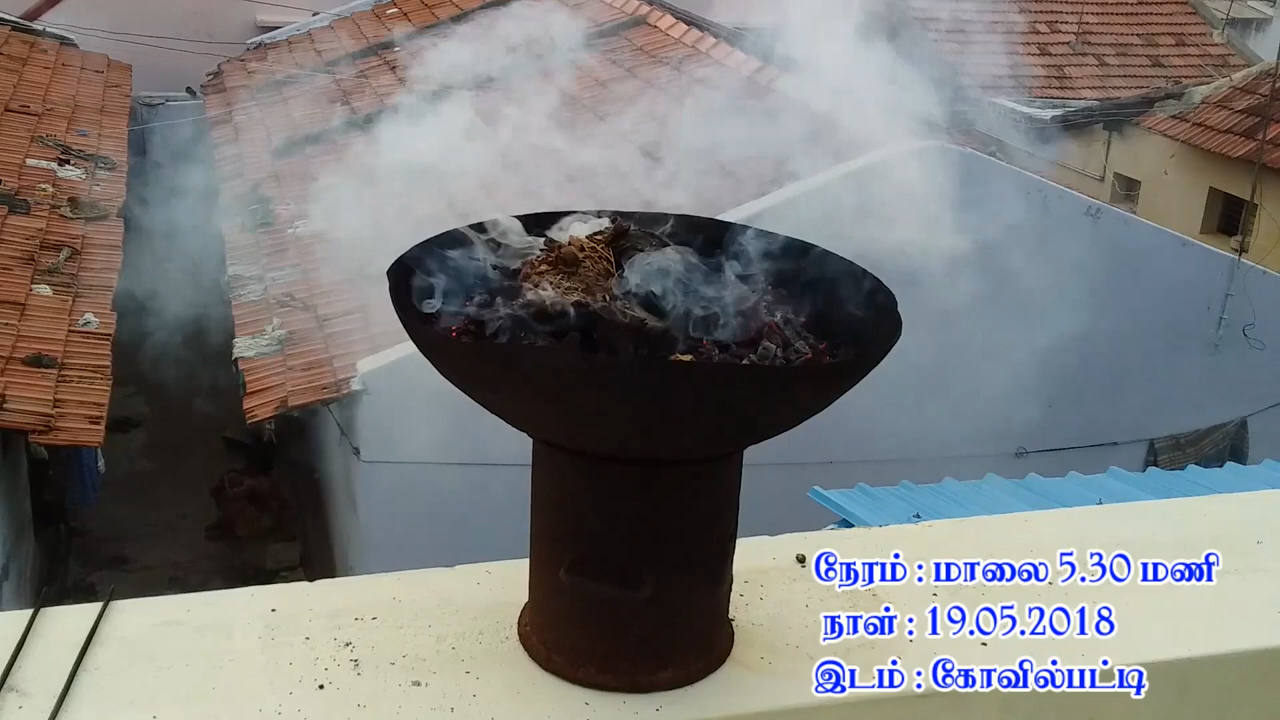 நேரம் : மாலை 5.30 மணி
நாள் : 19.05.2018
இடம் : கோவில்பட்டி